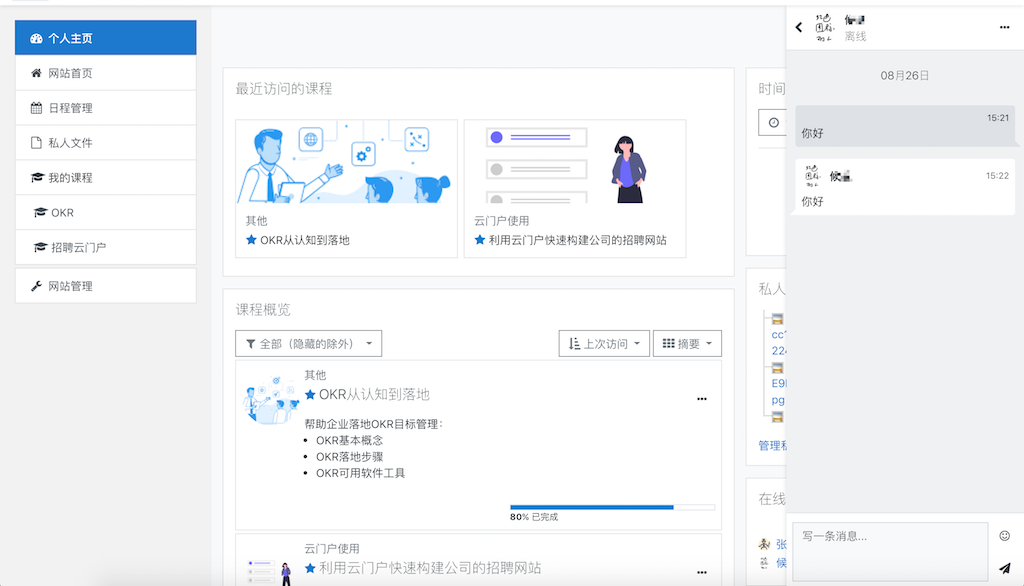 个人主页
网站首页
日程管理
私人文件
我的课程
OKR
招聘云门户
网站管理
最近访问的课程
其他
OKR从认知到落地
云门户使用
利用云门户快速构建公司的招聘网站
课程概览
全部（隐藏的除外）
上次访问
摘要
其他
OKR从认知到落地
帮助企业落地OKR目标管理：
OKR基本概念
OKR落地步骤
OKR可用软件工具
80% 已完成
云门户使用
利用云门户快速构建公司的招聘网站
时间
私人
管理私
在线
张
候
离线
08月26日
15:21
你好
候
15:22
你好
写一条消息...